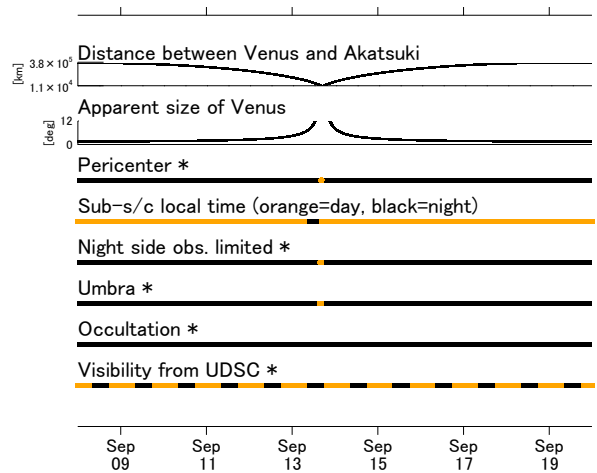 Distance between Venus and Akatsuki
3.8 × 10⁵
[km]
1.1 × 10⁴
Apparent size of Venus
12
[deg]
0
Pericenter *
Sub-s/c local time (orange=day, black=night)
Night side obs. limited *
Umbra *
Occultation *
Visibility from UDSC *
Sep Sep Sep Sep Sep Sep
09 11 13 15 17 19